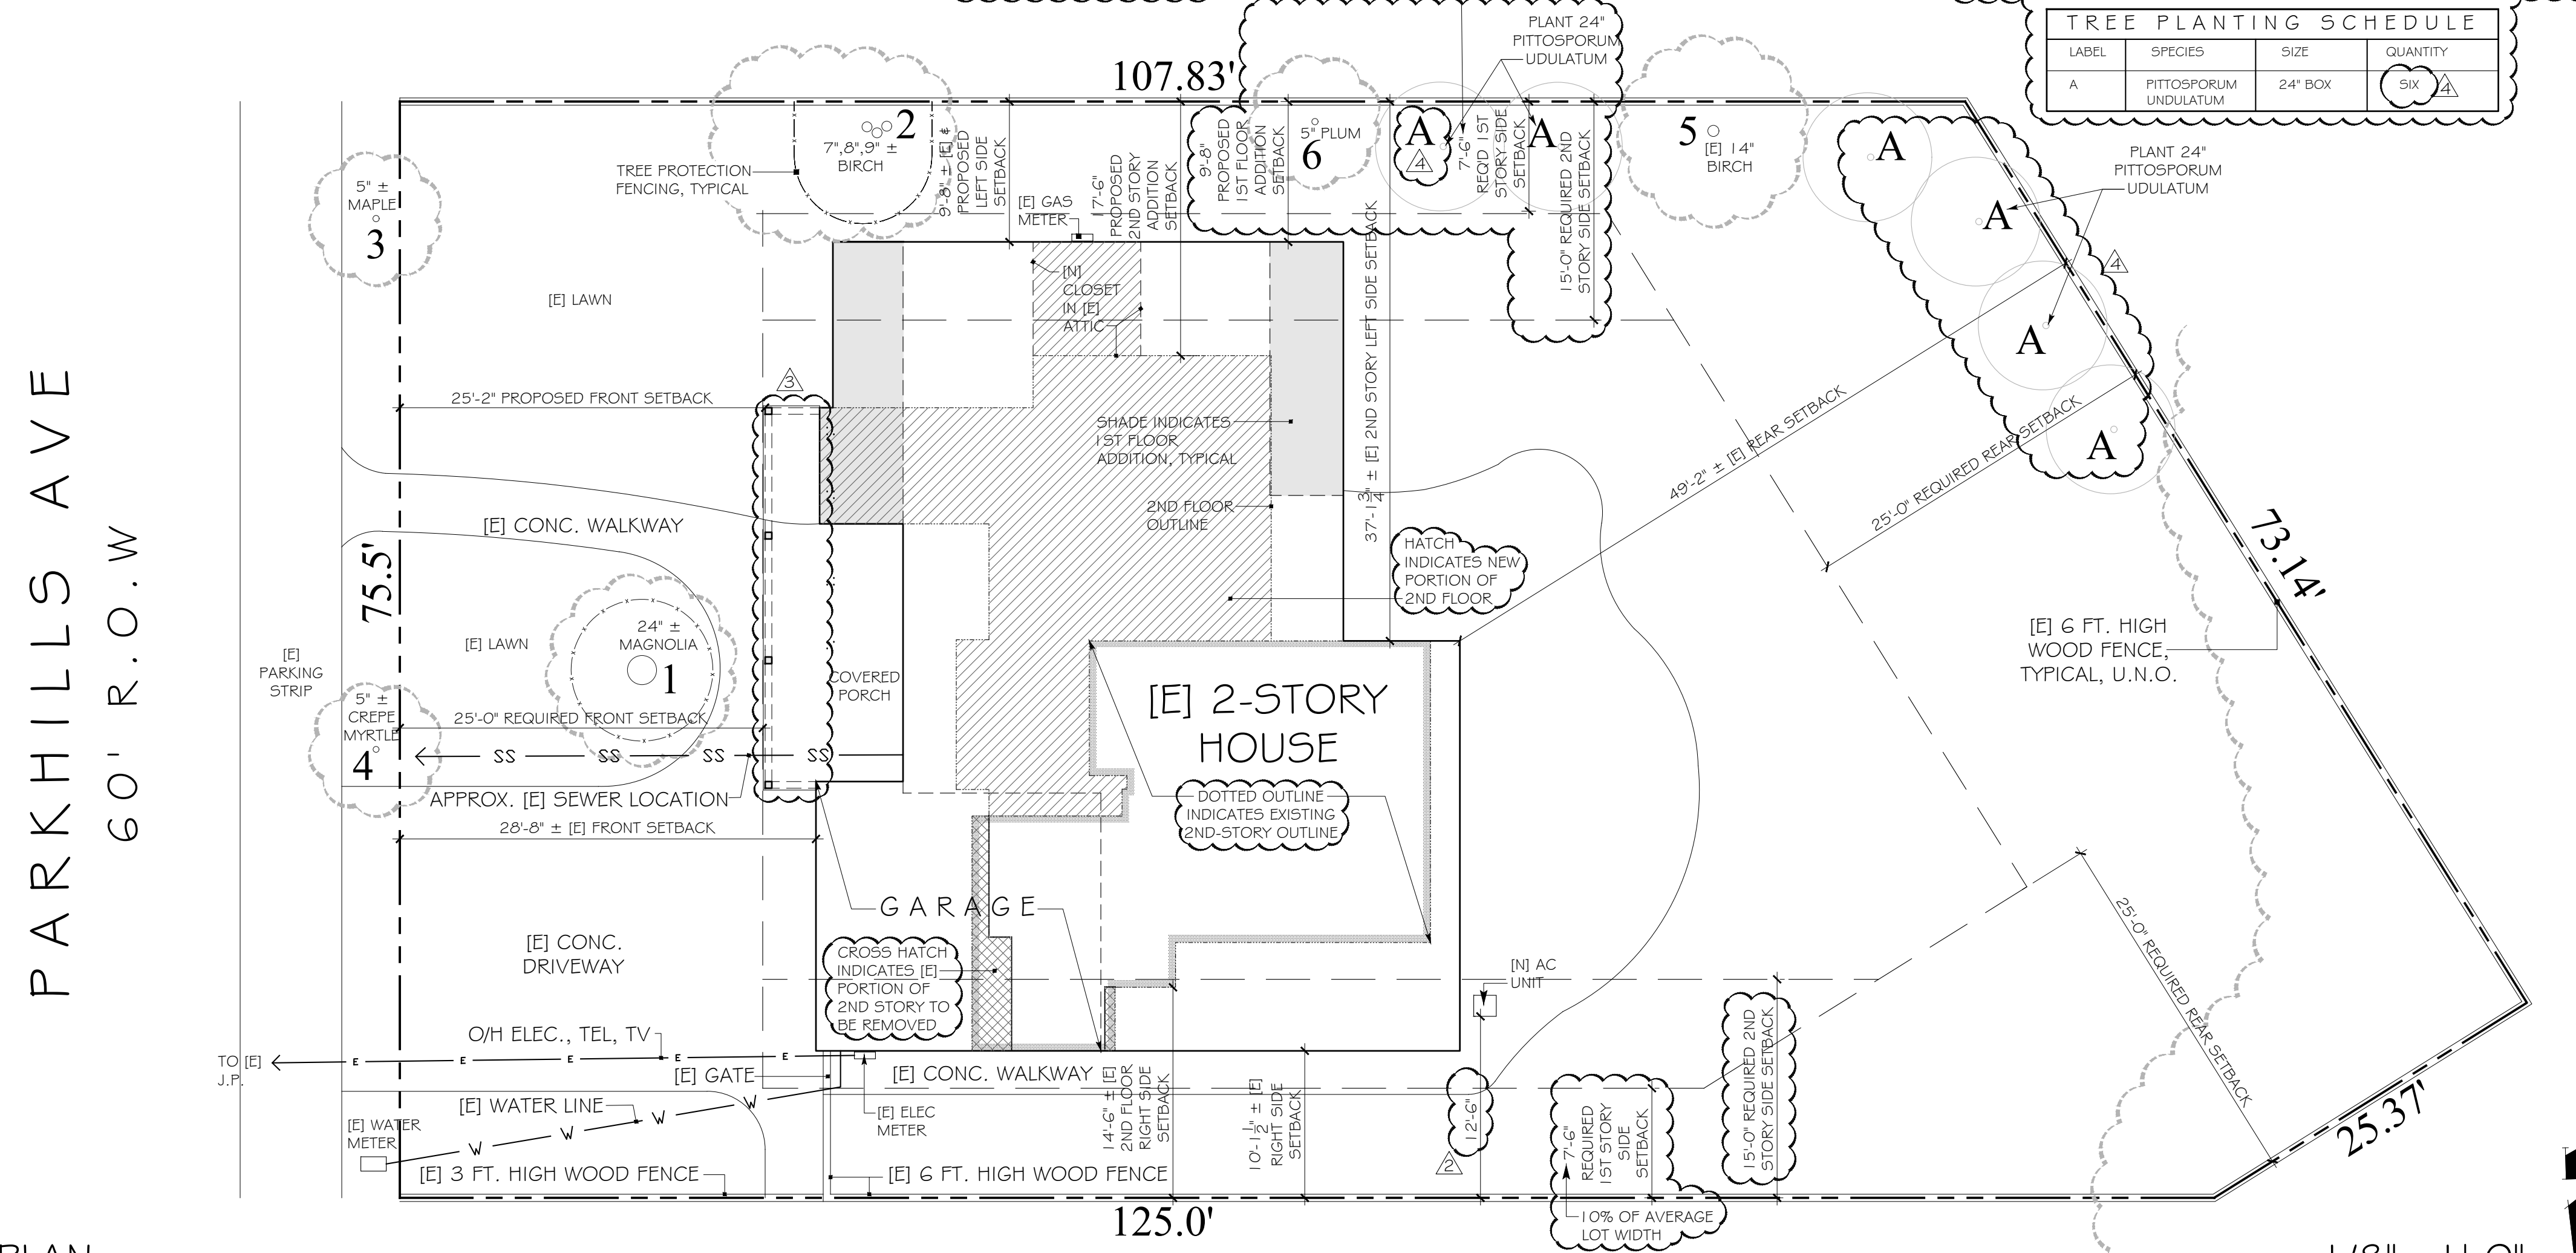 PARKHILLS AVE
60' R.O.W
107.83'
75.5'
73.14'
25.37'
125.0'
TREE PLANTING SCHEDULE
LABEL SPECIES SIZE QUANTITY
A PITTOSPORUM 24" BOX SIX 4
UNDULATUM
PLANT 24"
PITTOSPORUM
UDULATUM
2
7",8",9" ±
BIRCH
TREE PROTECTION
FENCING, TYPICAL
5" ±
MAPLE
3
9'-8" ± [E] ±
PROPOSED
LEFT SIDE
SETBACK
[E] GAS
METER
17'-6"
PROPOSED
2ND STORY
ADDITION
SETBACK
9'-8"
PROPOSED
1ST FLOOR
ADDITION
SETBACK
5" PLUM
6
A
4
7'-6"
REQ'D 1ST
STORY SIDE
SETBACK
A
15'-0" REQUIRED 2ND
STORY SIDE SETBACK
5
[E] 14"
BIRCH
A
A
A
A
4
PLANT 24"
PITTOSPORUM
UDULATUM
[E] LAWN
[N]
CLOSET
IN [E]
ATTIC
37'-1 3/4" ± [E] 2ND STORY LEFT SIDE SETBACK
25'-2" PROPOSED FRONT SETBACK
3
SHADE INDICATES
1ST FLOOR
ADDITION, TYPICAL
49'-2" ± [E] REAR SETBACK
25'-0" REQUIRED REAR SETBACK
2ND FLOOR
OUTLINE
[E] CONC. WALKWAY
HATCH
INDICATES NEW
PORTION OF
2ND FLOOR
24" ±
MAGNOLIA
1
[E] LAWN
[E]
PARKING
STRIP
COVERED
PORCH
[E] 2-STORY
HOUSE
[E] 6 FT. HIGH
WOOD FENCE,
TYPICAL, U.N.O.
5" ±
CREPE
MYRTLE
4
25'-0" REQUIRED FRONT SETBACK
SS SS SS SS
APPROX. [E] SEWER LOCATION
28'-8" ± [E] FRONT SETBACK
DOTTED OUTLINE
INDICATES EXISTING
2ND-STORY OUTLINE
GARAGE
[E] CONC.
DRIVEWAY
CROSS HATCH
INDICATES [E]
PORTION OF
2ND STORY TO
BE REMOVED
[N] AC
UNIT
25'-0" REQUIRED REAR SETBACK
O/H ELEC., TEL, TV
TO [E]
J.P.
E E E E E
[E] GATE
[E] CONC. WALKWAY
[E] WATER LINE
W W W W
[E] WATER
METER
[E] ELEC
METER
14'-6" ± [E]
2ND FLOOR
RIGHT SIDE
SETBACK
10'-1 1/2" ± [E]
RIGHT SIDE
SETBACK
12'-6"
2
7'-6"
REQUIRED
1ST STORY
SIDE
SETBACK
15'-0" REQUIRED 2ND
STORY SIDE SETBACK
[E] 3 FT. HIGH WOOD FENCE
[E] 6 FT. HIGH WOOD FENCE
10% OF AVERAGE
LOT WIDTH